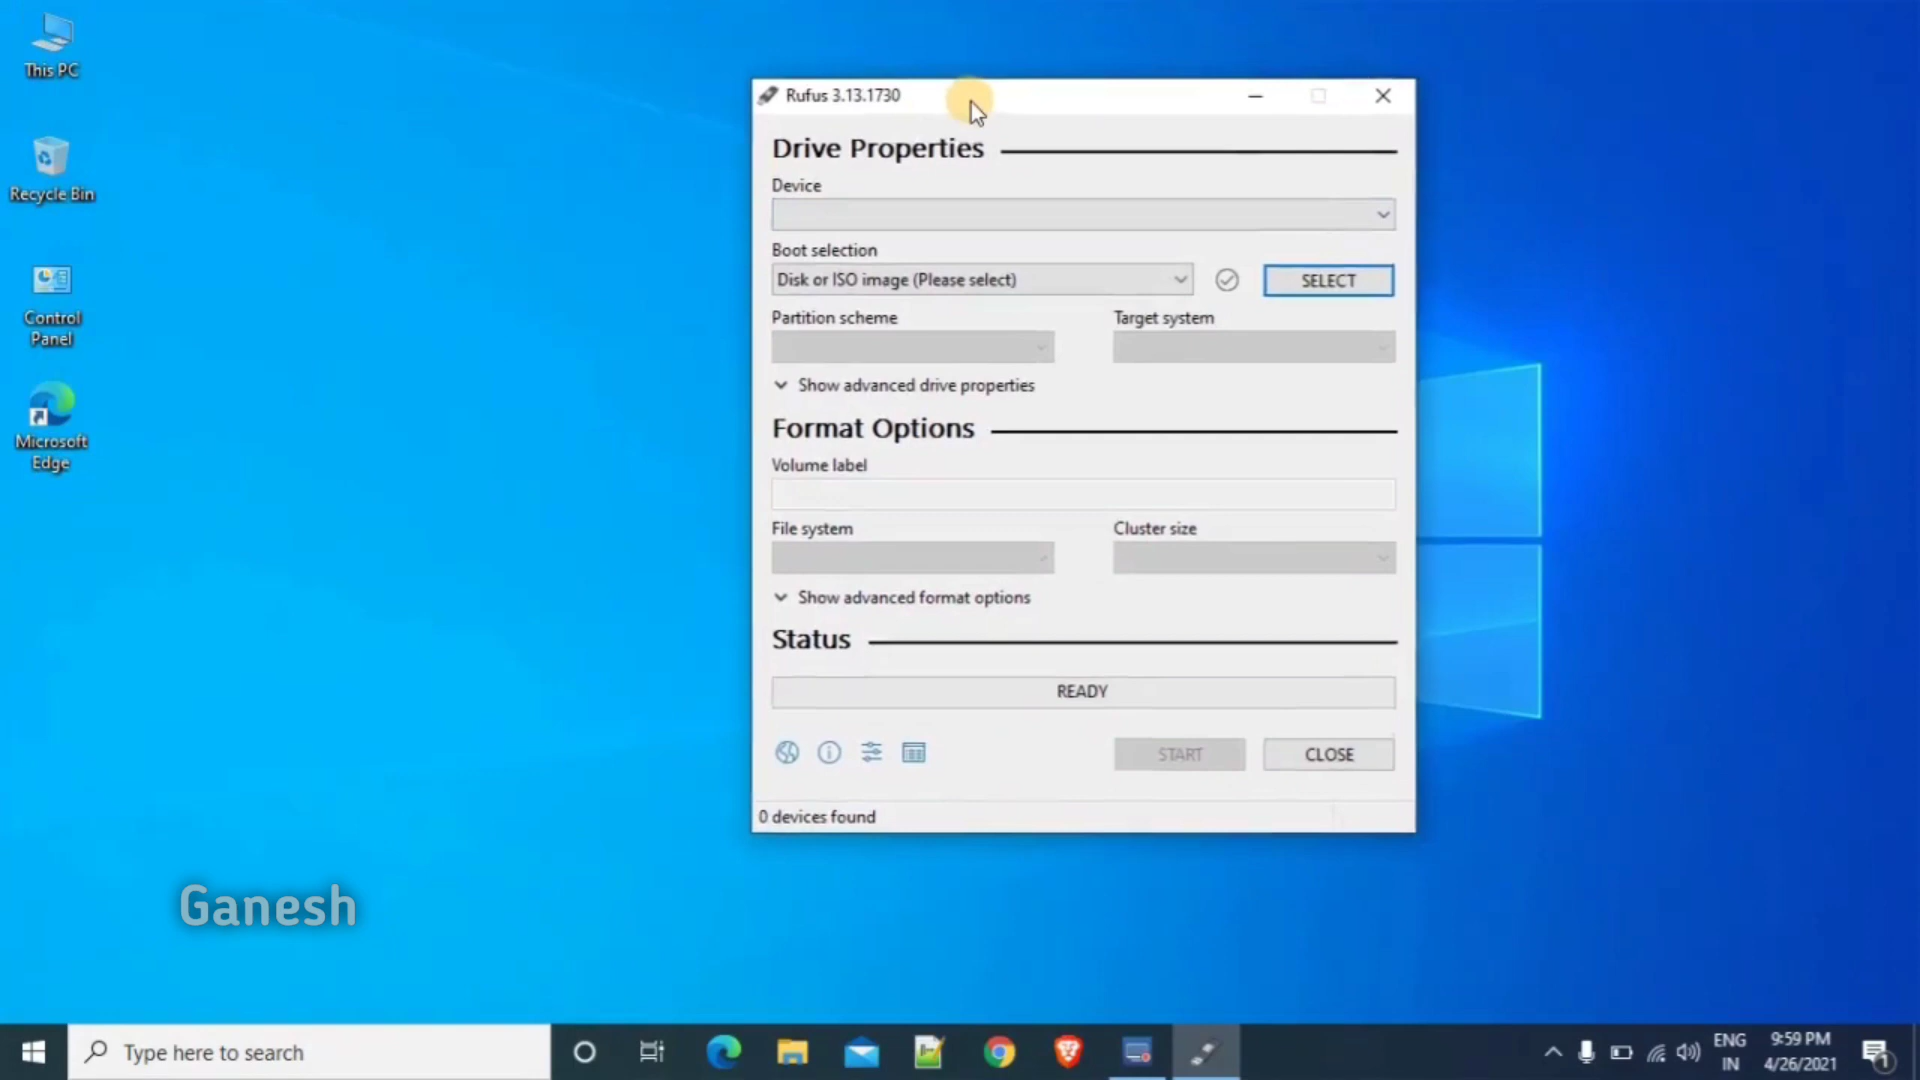 This PC
Recycle Bin
Control
Panel
Microsoft
Edge
Rufus 3.13.1730
Drive Properties
Device
Boot selection
Disk or ISO image (Please select)
SELECT
Partition scheme
Target system
Show advanced drive properties
Format Options
Volume label
File system
Cluster size
Show advanced format options
Status
READY
START
CLOSE
0 devices found
Ganesh
Type here to search
ENG
IN
9:59 PM
4/26/2021
1